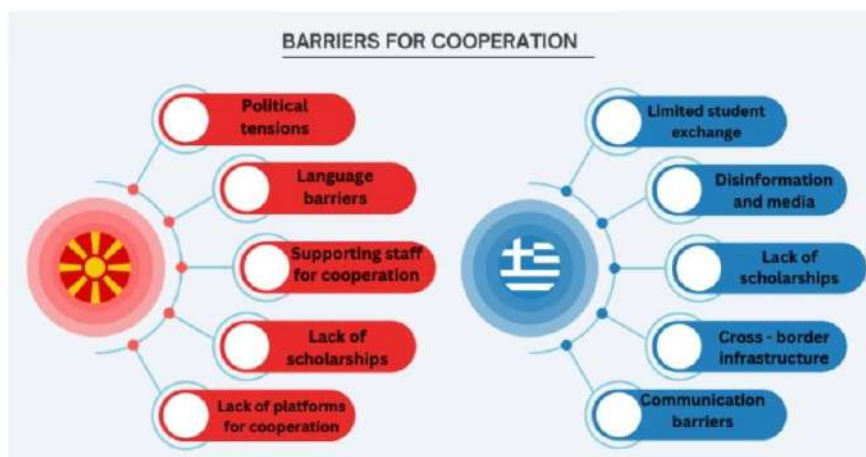 BARRIERS FOR COOPERATION
Political
tensions
Language
barriers
Supporting staff
for cooperation
Lack of
scholarships
Lack of platforms
for cooperation
Limited student
exchange
Disinformation
and media
Lack of
scholarships
Cross - border
infrastructure
Communication
barriers